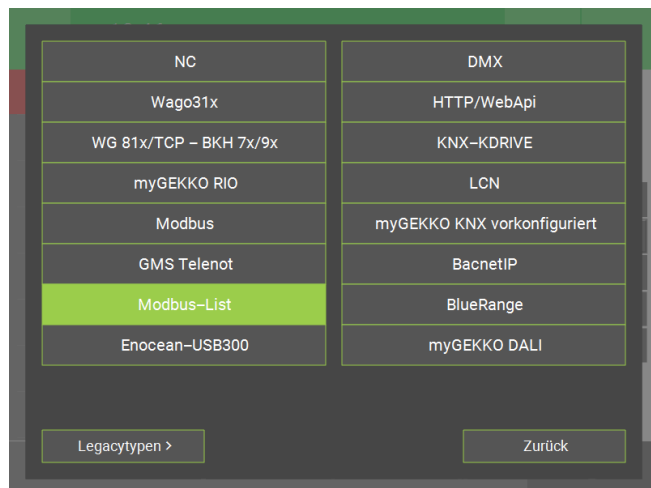 NC
DMX
Wago31x
HTTP/WebApi
WG 81x/TCP – BKH 7x/9x
KNX–KDRIVE
myGEKKO RIO
LCN
Modbus
myGEKKO KNX vorkonfiguriert
GMS Telenot
BacnetIP
Modbus–List
BlueRange
Enocean–USB300
myGEKKO DALI
Legacytypen >
Zurück